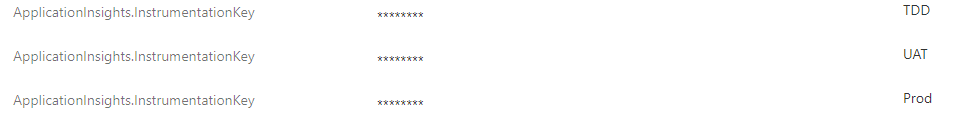 ApplicationInsights.InstrumentationKey ******** TDD
ApplicationInsights.InstrumentationKey ******** UAT
ApplicationInsights.InstrumentationKey ******** Prod